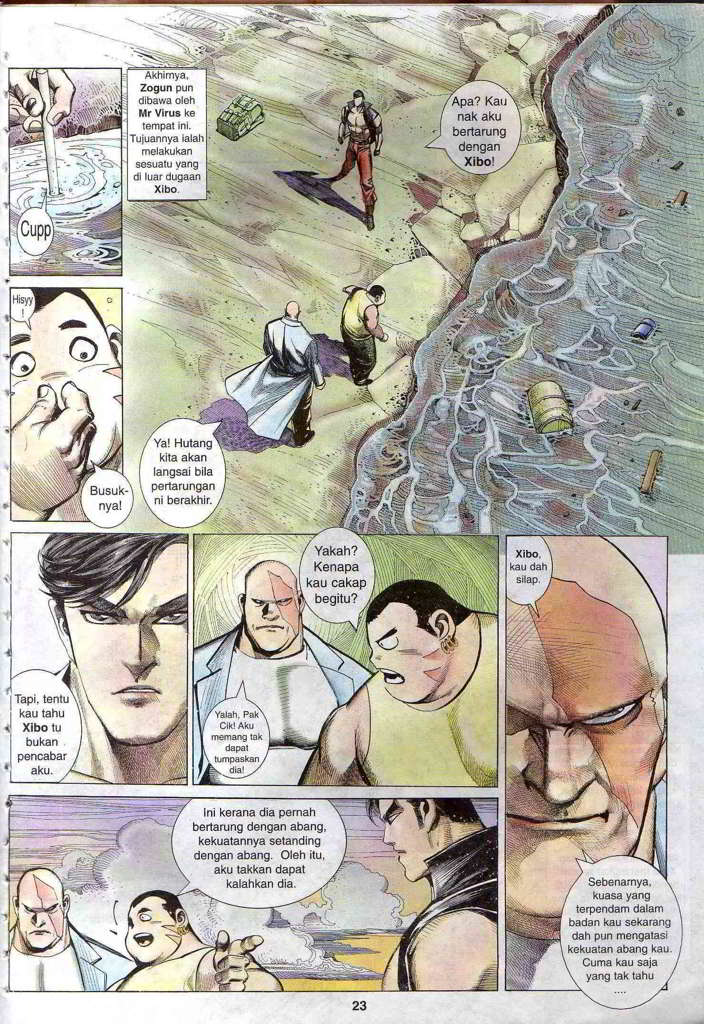 Akhirnya,
Zogun pun
dibawa oleh
Mr Virus ke
tempat ini.
Tujuannya ialah
melakukan
sesuatu yang
di luar dugaan
Xibo.
Apa? Kau
nak aku
bertarung
dengan
Xibo!
Cupp
Hisyy
!
Busuk-
nya!
Ya! Hutang
kita akan
langsai bila
pertarungan
ni berakhir.
Tapi, tentu
kau tahu
Xibo tu
bukan
pencabar
aku.
Yakah?
Kenapa
kau cakap
begitu?
Yalah, Pak
Cik! Aku
memang tak
dapat
tumpaskan
dia!
Xibo,
kau dah
silap.
Ini kerana dia pernah
bertarung dengan abang,
kekuatannya setanding
dengan abang. Oleh itu,
aku takkan dapat
kalahkan dia.
Sebenarnya,
kuasa yang
terpendam dalam
badan kau sekarang
dah pun mengatasi
kekuatan abang kau.
Cuma kau saja
yang tak tahu
....
23